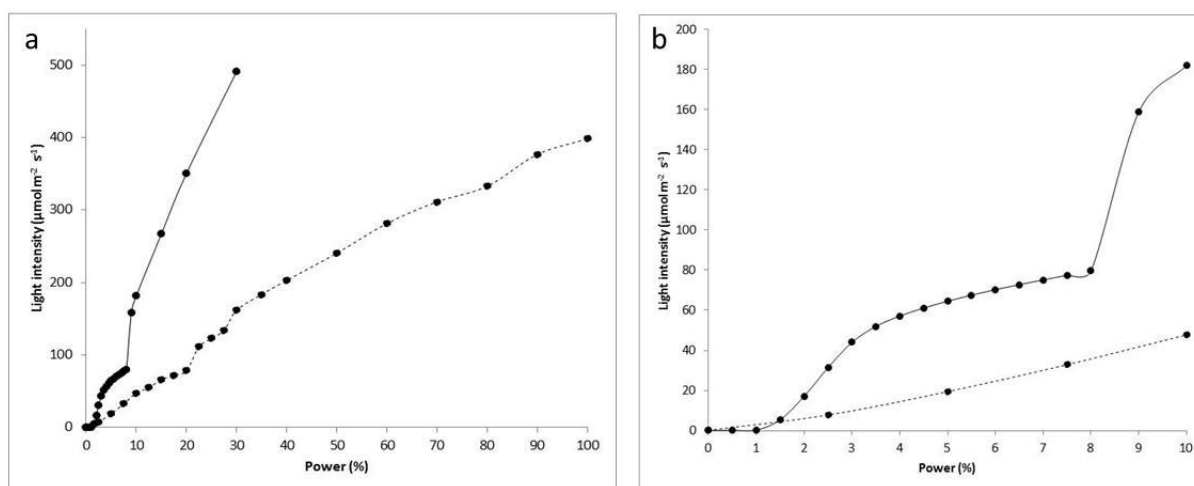 a
500
400
300
200
100
0
Light intensity (µmol m⁻² s⁻¹)
0 10 20 30 40 50 60 70 80 90 100
Power (%)
b
200
180
160
140
120
100
80
60
40
20
0
Light intensity (µmol m⁻² s⁻¹)
0 1 2 3 4 5 6 7 8 9 10
Power (%)